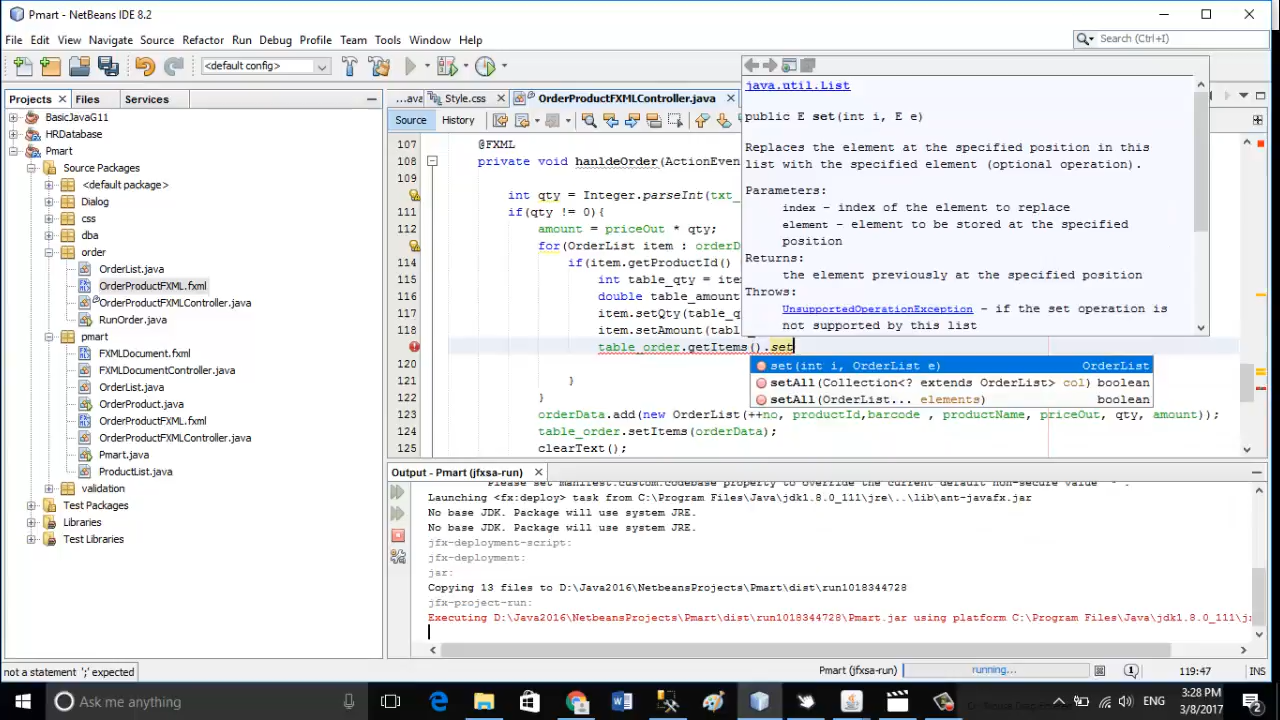 Pmart - NetBeans IDE 8.2
File Edit View Navigate Source Refactor Run Debug Profile Team Tools Window Help
Search (Ctrl+I)
<default config>
Projects Files Services
BasicJavaG11
HRDatabase
Pmart
Source Packages
<default package>
Dialog
css
dba
order
OrderList.java
OrderProductFXML.fxml
OrderProductFXMLController.java
RunOrder.java
pmart
FXMLDocument.fxml
FXMLDocumentController.java
OrderList.java
OrderProduct.java
OrderProductFXML.fxml
OrderProductFXMLController.java
Pmart.java
ProductList.java
validation
Test Packages
Libraries
Test Libraries
...ava Style.css OrderProductFXMLController.java
Source History
107 @FXML
108 private void hanldeOrder(ActionEven
109
int qty = Integer.parseInt(txt_
111 if(qty != 0){
112 amount = priceOut * qty;
for(OrderList item : orderD
114 if(item.getProductId()
115 int table_qty = ite
116 double table_amount
117 item.setQty(table_q
118 item.setAmount(tabl
table_order.getItems().set
120
121 }
122 }
123 orderData.add(new OrderList(++no, productId,barcode , productName, priceOut, qty, amount));
124 table_order.setItems(orderData);
125 clearText();
java.util.List
public E set(int i, E e)
Replaces the element at the specified position in this
list with the specified element (optional operation).
Parameters:
index - index of the element to replace
element - element to be stored at the specified
position
Returns:
the element previously at the specified position
Throws:
UnsupportedOperationException - if the set operation is
not supported by this list
set(int i, OrderList e) OrderList
setAll(Collection<? extends OrderList> col) boolean
setAll(OrderList... elements) boolean
Output - Pmart (jfxsa-run)
Please set manifest.custom.codebase property to override the current default non-secure value '*'.
Launching <fx:deploy> task from C:\Program Files\Java\jdk1.8.0_111\jre\..\lib\ant-javafx.jar
No base JDK. Package will use system JRE.
No base JDK. Package will use system JRE.
jfx-deployment-script:
jfx-deployment:
jar:
Copying 13 files to D:\Java2016\NetbeansProjects\Pmart\dist\run1018344728
jfx-project-run:
Executing D:\Java2016\NetbeansProjects\Pmart\dist\run1018344728\Pmart.jar using platform C:\Program Files\Java\jdk1.8.0_111\j
not a statement ';' expected
Pmart (jfxsa-run) running... 119:47 INS
Ask me anything
ENG
3:28 PM
3/8/2017